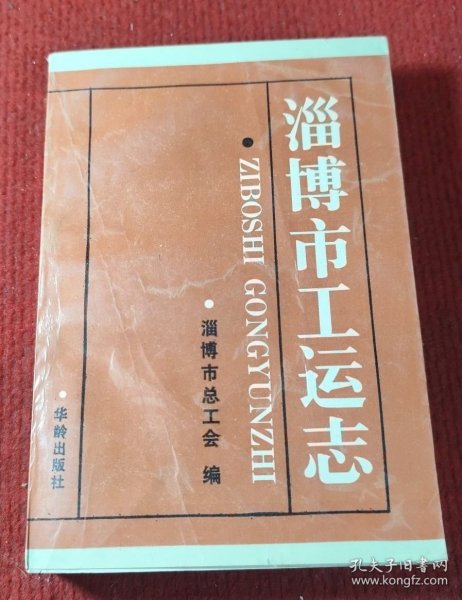 淄博市工运志
• ZIBOSHI GONGYUNZHI
• 淄博市总工会 编
• 华龄出版社
孔夫子旧书网
www.kongfz.com